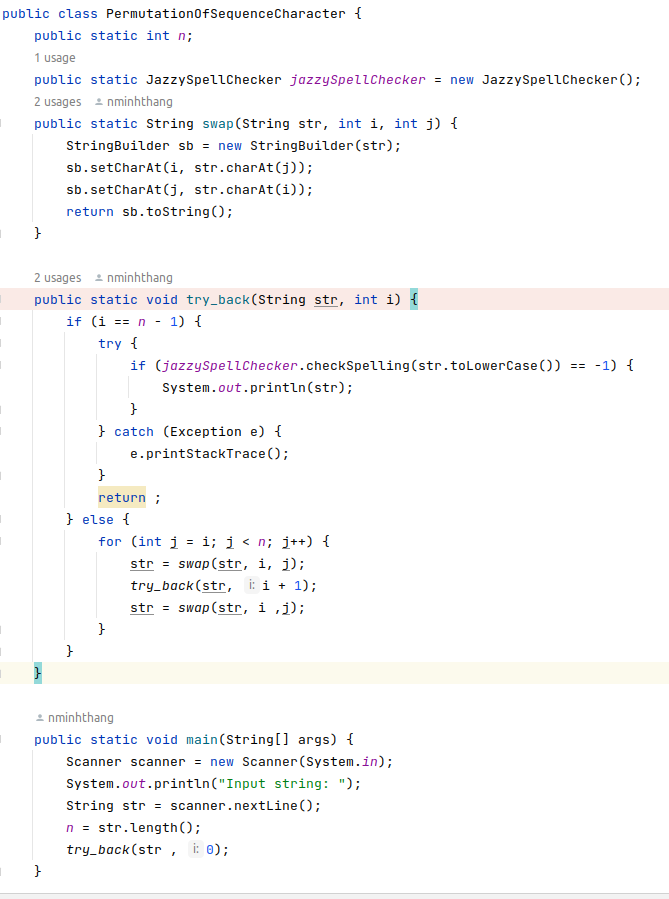 public class PermutationOfSequenceCharacter {
public static int n;
1 usage
public static JazzySpellChecker jazzySpellChecker = new JazzySpellChecker();
2 usages nminhthang
public static String swap(String str, int i, int j) {
StringBuilder sb = new StringBuilder(str);
sb.setCharAt(i, str.charAt(j));
sb.setCharAt(j, str.charAt(i));
return sb.toString();
}
2 usages nminhthang
public static void try_back(String str, int i) {
if (i == n - 1) {
try {
if (jazzySpellChecker.checkSpelling(str.toLowerCase()) == -1) {
System.out.println(str);
}
} catch (Exception e) {
e.printStackTrace();
}
return ;
} else {
for (int j = i; j < n; j++) {
str = swap(str, i, j);
try_back(str, i: i + 1);
str = swap(str, i ,j);
}
}
}
nminhthang
public static void main(String[] args) {
Scanner scanner = new Scanner(System.in);
System.out.println("Input string: ");
String str = scanner.nextLine();
n = str.length();
try_back(str , i: 0);
}